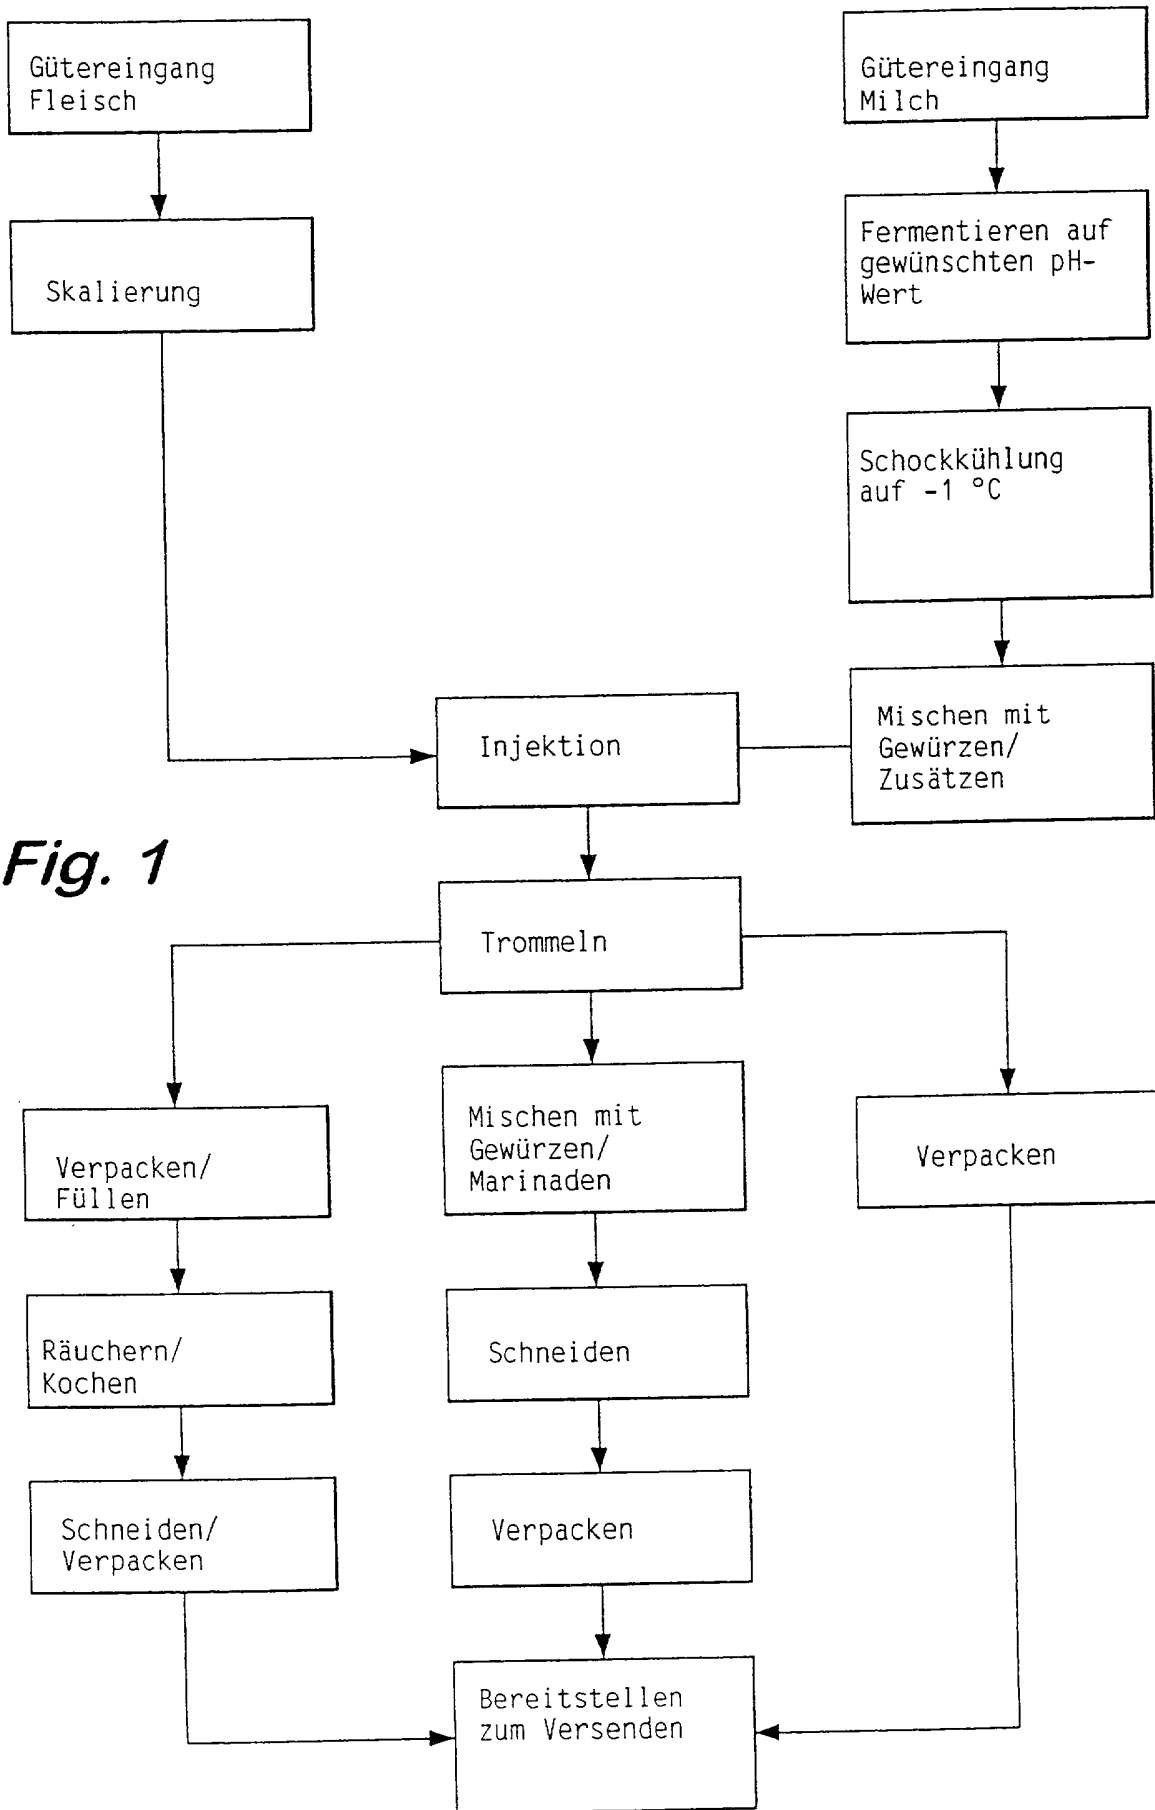 Gütereingang
Fleisch
Gütereingang
Milch
Skalierung
Fermentieren auf
gewünschten pH-
Wert
Schockkühlung
auf -1 °C
Injektion
Mischen mit
Gewürzen/
Zusätzen
Fig. 1
Trommeln
Verpacken/
Füllen
Mischen mit
Gewürzen/
Marinaden
Verpacken
Räuchern/
Kochen
Schneiden
Schneiden/
Verpacken
Verpacken
Bereitstellen
zum Versenden